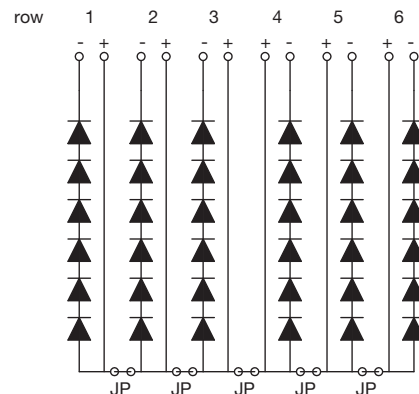 row 1 2 3 4 5 6
- + - + - + + - + - + -
JP JP JP JP JP